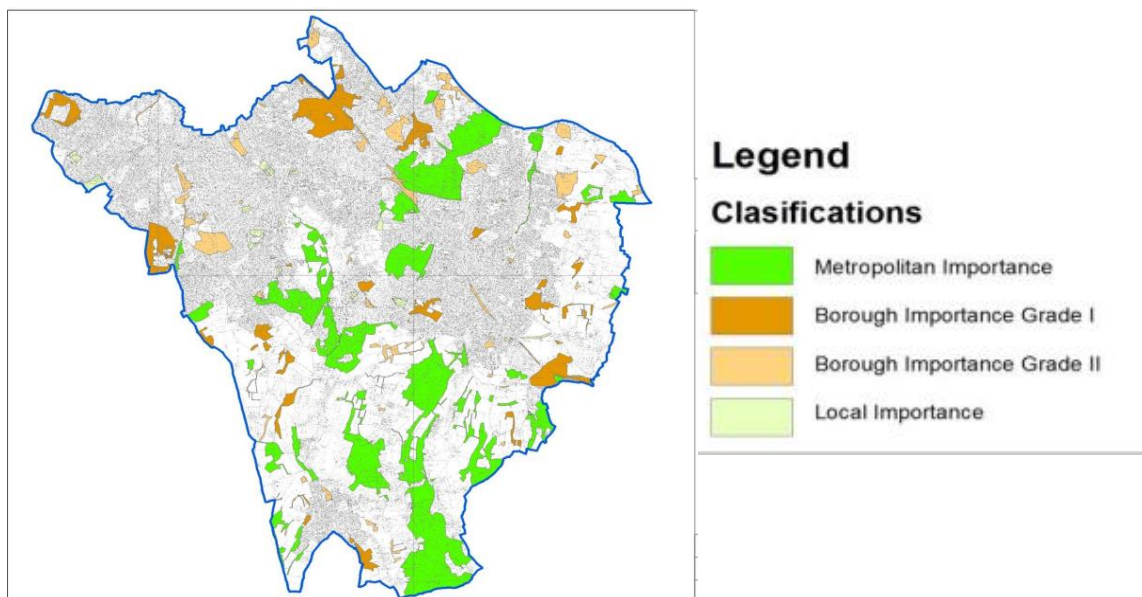 Legend
Clasifications
Metropolitan Importance
Borough Importance Grade I
Borough Importance Grade II
Local Importance